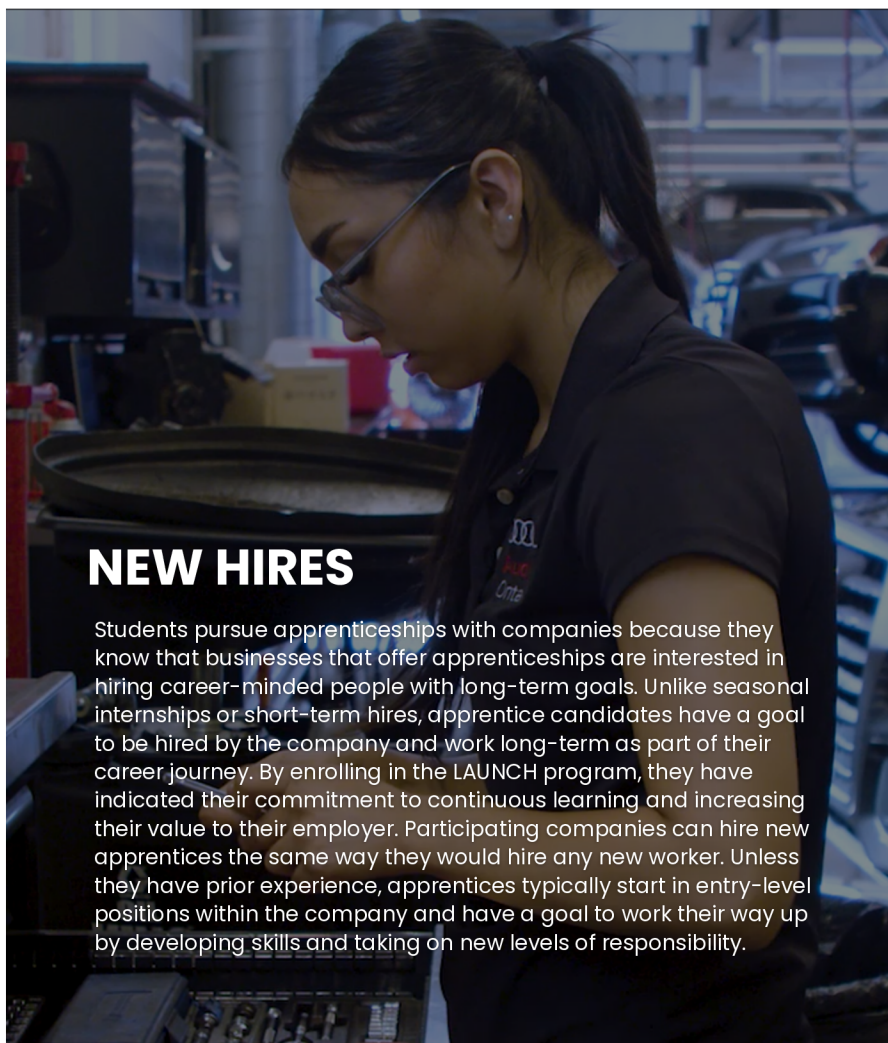 NEW HIRES
Students pursue apprenticeships with companies because they
know that businesses that offer apprenticeships are interested in
hiring career-minded people with long-term goals. Unlike seasonal
internships or short-term hires, apprentice candidates have a goal
to be hired by the company and work long-term as part of their
career journey. By enrolling in the LAUNCH program, they have
indicated their commitment to continuous learning and increasing
their value to their employer. Participating companies can hire new
apprentices the same way they would hire any new worker. Unless
they have prior experience, apprentices typically start in entry-level
positions within the company and have a goal to work their way up
by developing skills and taking on new levels of responsibility.